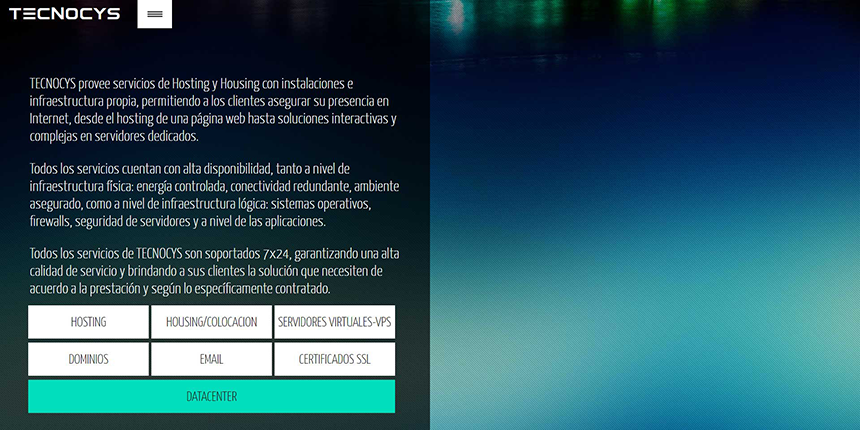 TECNOCYS
TECNOCYS provee servicios de Hosting y Housing con instalaciones e
infraestructura propia, permitiendo a los clientes asegurar su presencia en
Internet, desde el hosting de una página web hasta soluciones interactivas y
complejas en servidores dedicados.
Todos los servicios cuentan con alta disponibilidad, tanto a nivel de
infraestructura física: energía controlada, conectividad redundante, ambiente
asegurado, como a nivel de infraestructura lógica: sistemas operativos,
firewalls, seguridad de servidores y a nivel de las aplicaciones.
Todos los servicios de TECNOCYS son soportados 7x24, garantizando una alta
calidad de servicio y brindando a sus clientes la solución que necesiten de
acuerdo a la prestación y según lo específicamente contratado.
HOSTING HOUSING/COLOCACION SERVIDORES VIRTUALES-VPS
DOMINIOS EMAIL CERTIFICADOS SSL
DATACENTER